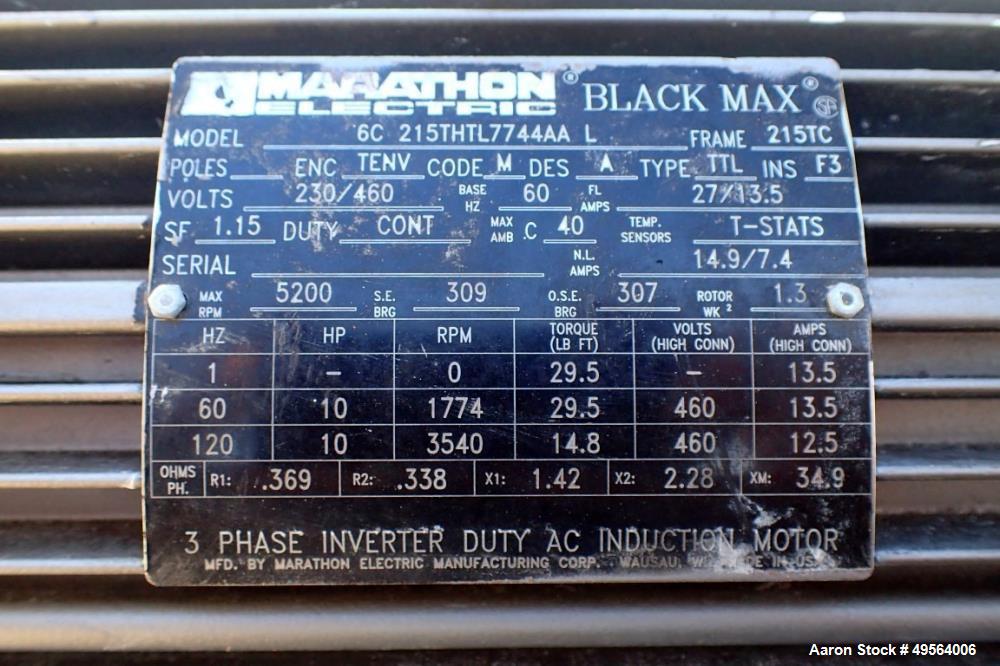 MARATHON ® BLACK MAX ®
ELECTRIC
MODEL 6C 215THTL7744AA L FRAME 215TC
POLES ENC TENV CODE M DES A TYPE TTL INS F3
VOLTS 230/460 BASE HZ 60 FL AMPS 27/13.5
SF 1.15 DUTY CONT MAX AMB C 40 TEMP. SENSORS T-STATS
SERIAL N.L. AMPS 14.9/7.4
MAX RPM 5200 S.E. BRG 309 O.S.E. BRG 307 ROTOR WK² 1.3
HZ HP RPM TORQUE (LB FT) VOLTS (HIGH CONN) AMPS (HIGH CONN)
1 – 0 29.5 – 13.5
60 10 1774 29.5 460 13.5
120 10 3540 14.8 460 12.5
OHMS PH. R1: .369 R2: .338 X1: 1.42 X2: 2.28 XM: 34.9
3 PHASE INVERTER DUTY AC INDUCTION MOTOR
MFD. BY MARATHON ELECTRIC MANUFACTURING CORP. WAUSAU, IN U.S.A.
Aaron Stock # 49564006